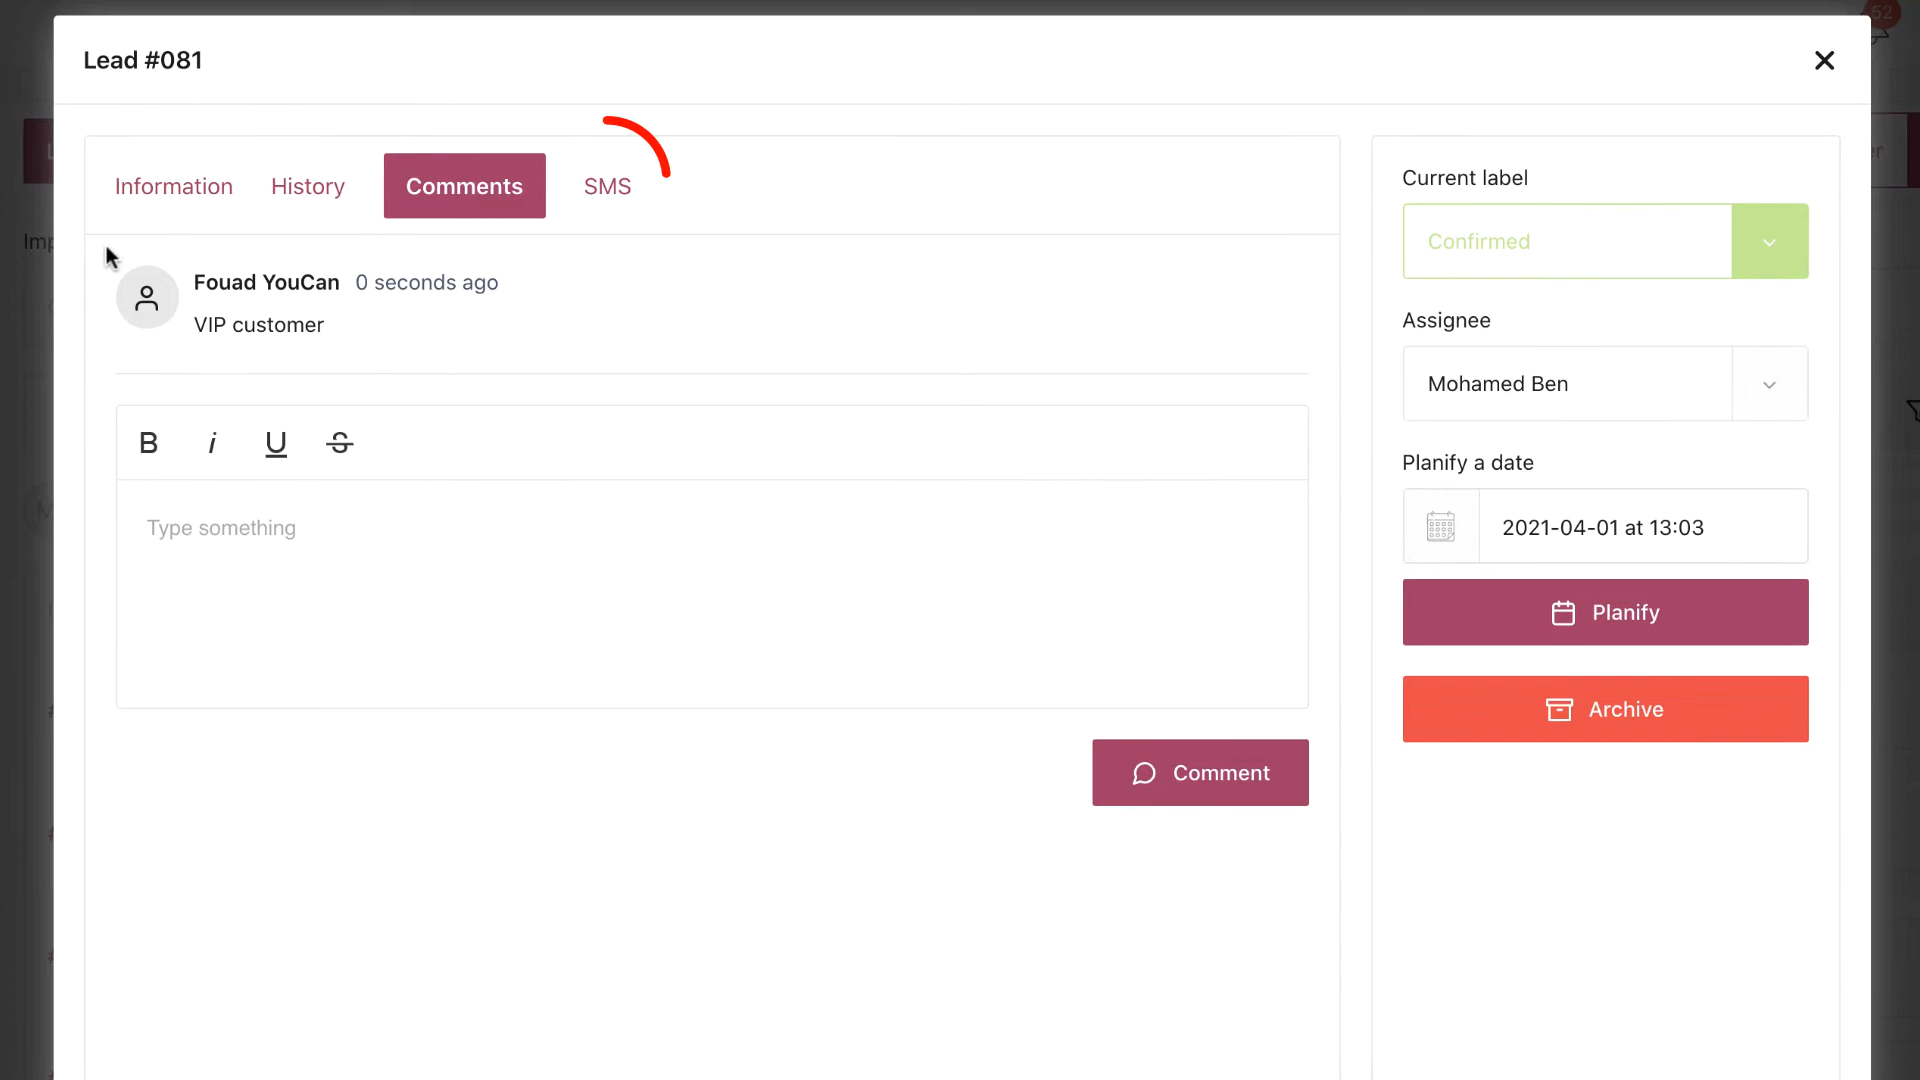 52
Lead #081
Information
History
Comments
SMS
Fouad YouCan 0 seconds ago
VIP customer
B i U S
Type something
Comment
Current label
Confirmed
Assignee
Mohamed Ben
Planify a date
2021-04-01 at 13:03
Planify
Archive